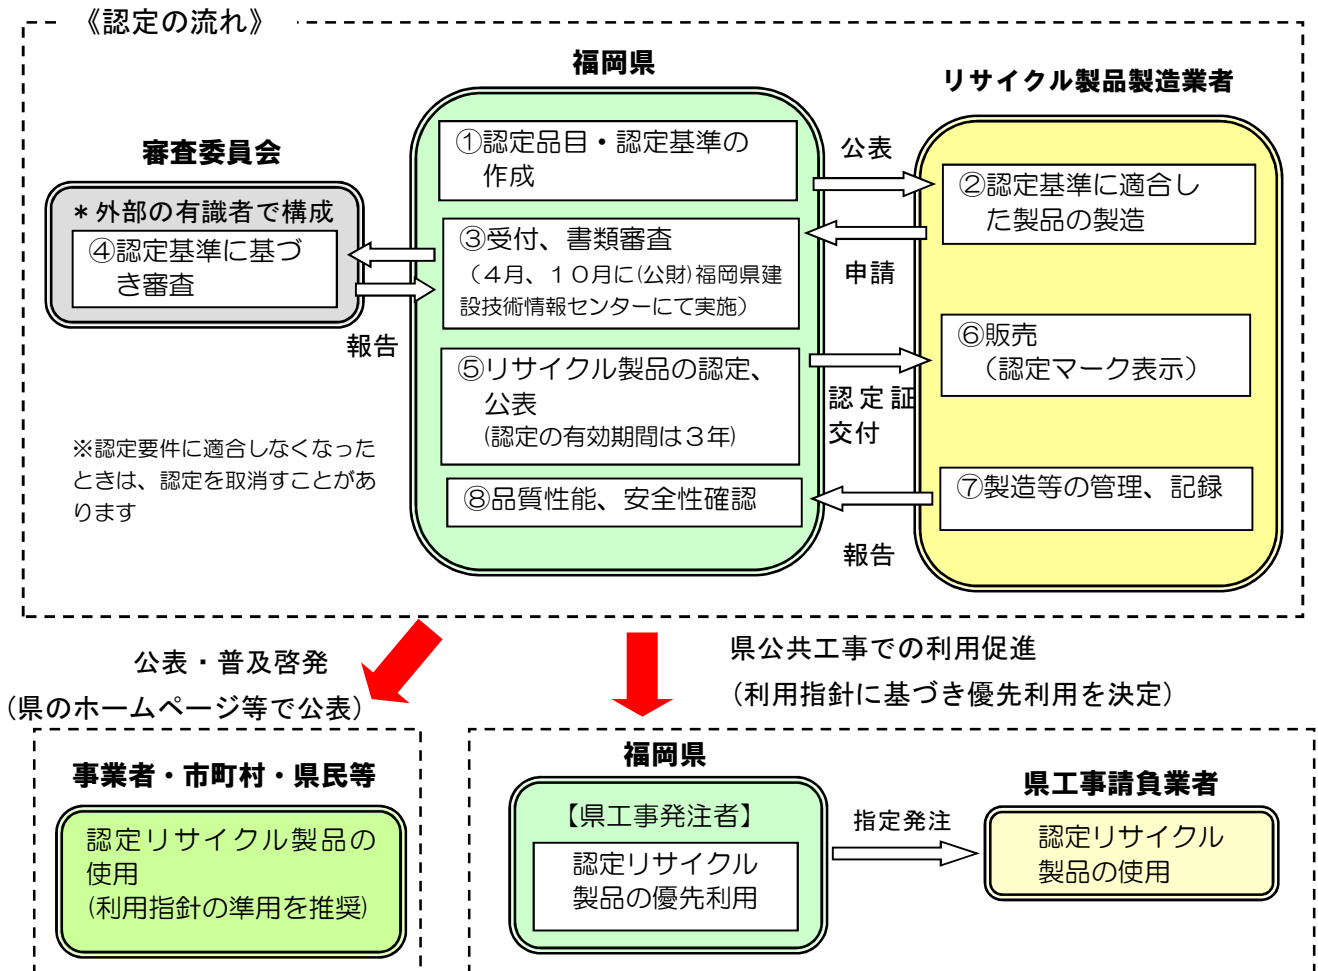 《認定の流れ》
福岡県
リサイクル製品製造業者
審査委員会
＊外部の有識者で構成
④認定基準に基づ
き審査
報告
※認定要件に適合しなくなった
ときは、認定を取消すことがあ
ります
①認定品目・認定基準の
作成
③受付、書類審査
（４月、１０月に(公財)福岡県建
設技術情報センターにて実施）
⑤リサイクル製品の認定、
公表
(認定の有効期間は３年)
⑧品質性能、安全性確認
公表
申請
認定証
交付
報告
②認定基準に適合し
た製品の製造
⑥販売
（認定マーク表示）
⑦製造等の管理、記録
公表・普及啓発
(県のホームページ等で公表)
県公共工事での利用促進
(利用指針に基づき優先利用を決定)
事業者・市町村・県民等
認定リサイクル製品の
使用
(利用指針の準用を推奨)
福岡県
【県工事発注者】
認定リサイクル
製品の優先利用
指定発注
県工事請負業者
認定リサイクル
製品の使用